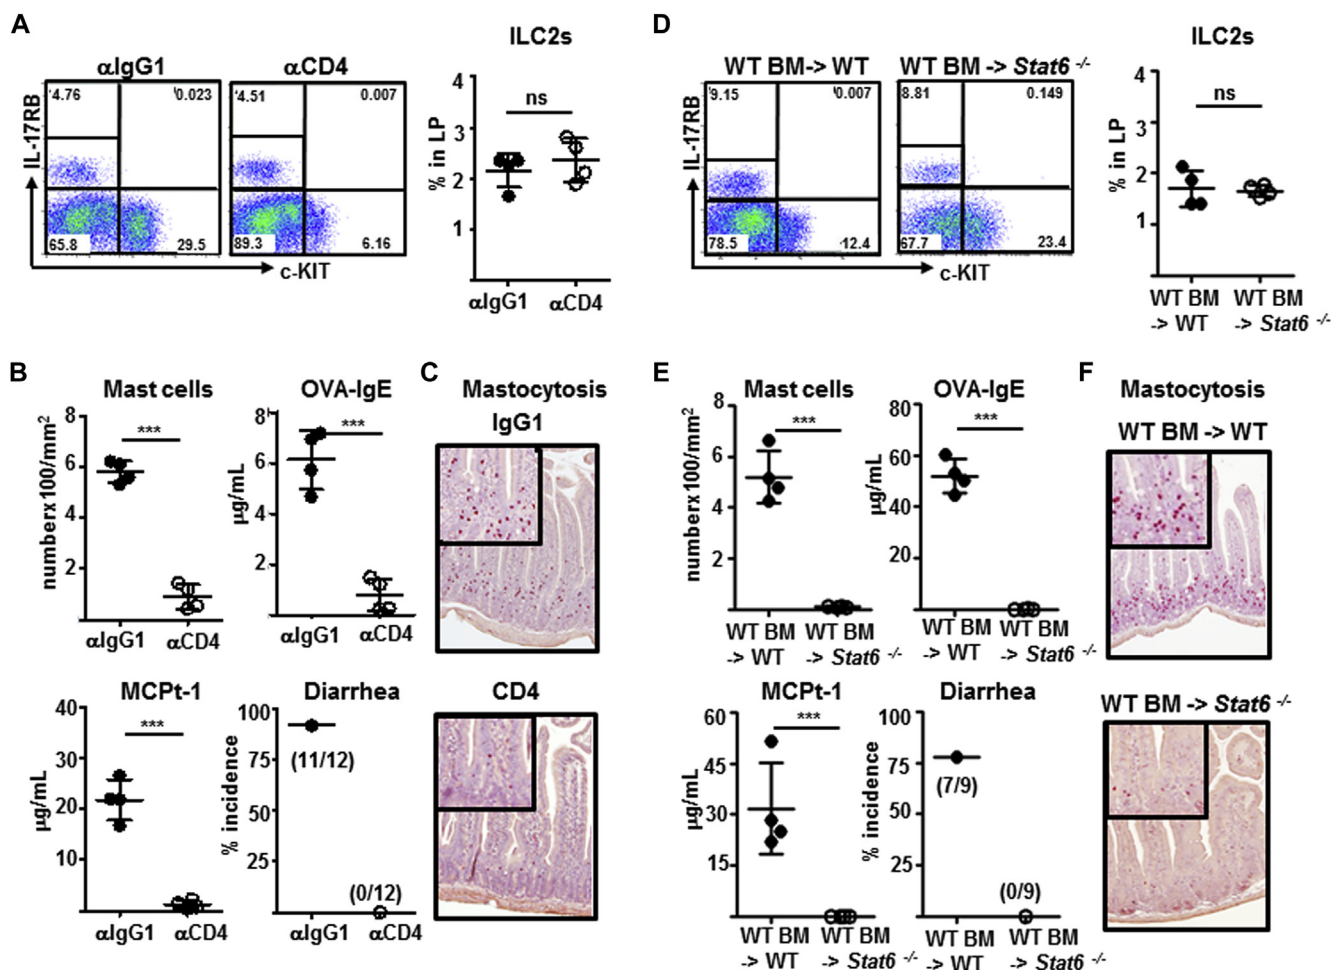 A
αIgG1
αCD4
IL-17RB
4.76
0.023
65.8
29.5
4.51
0.007
89.3
6.16
c-KIT
ILC2s
% in LP
4
3
2
1
ns
αIgG1
αCD4
D
WT BM-> WT
WT BM -> Stat6 -/-
IL-17RB
9.15
0.007
78.5
12.4
8.81
0.149
67.7
23.4
c-KIT
ILC2s
% in LP
4
3
2
1
ns
WT BM
-> WT
WT BM
-> Stat6 -/-
B
Mast cells
numberx 100/mm2
8
6
2
***
αIgG1
αCD4
OVA-IgE
µg/mL
8
6
4
2
***
αIgG1
αCD4
MCPt-1
µg/mL
40
30
20
10
***
αIgG1
αCD4
Diarrhea
% incidence
100
75
50
25
(11/12)
(0/12)
αIgG1
αCD4
C
Mastocytosis
IgG1
CD4
E
Mast cells
numberx 100/mm2
8
6
4
2
***
WT BM
-> WT
WT BM
-> Stat6 -/-
OVA-IgE
µg/mL
80
60
40
20
***
WT BM
-> WT
WT BM
-> Stat6 -/-
MCPt-1
µg/mL
60
45
30
15
***
WT BM
-> WT
WT BM
-> Stat6 -/-
Diarrhea
% incidence
100
75
50
25
(7/9)
(0/9)
WT BM
-> WT
WT BM
-> Stat6 -/-
F
Mastocytosis
WT BM -> WT
WT BM -> Stat6 -/-